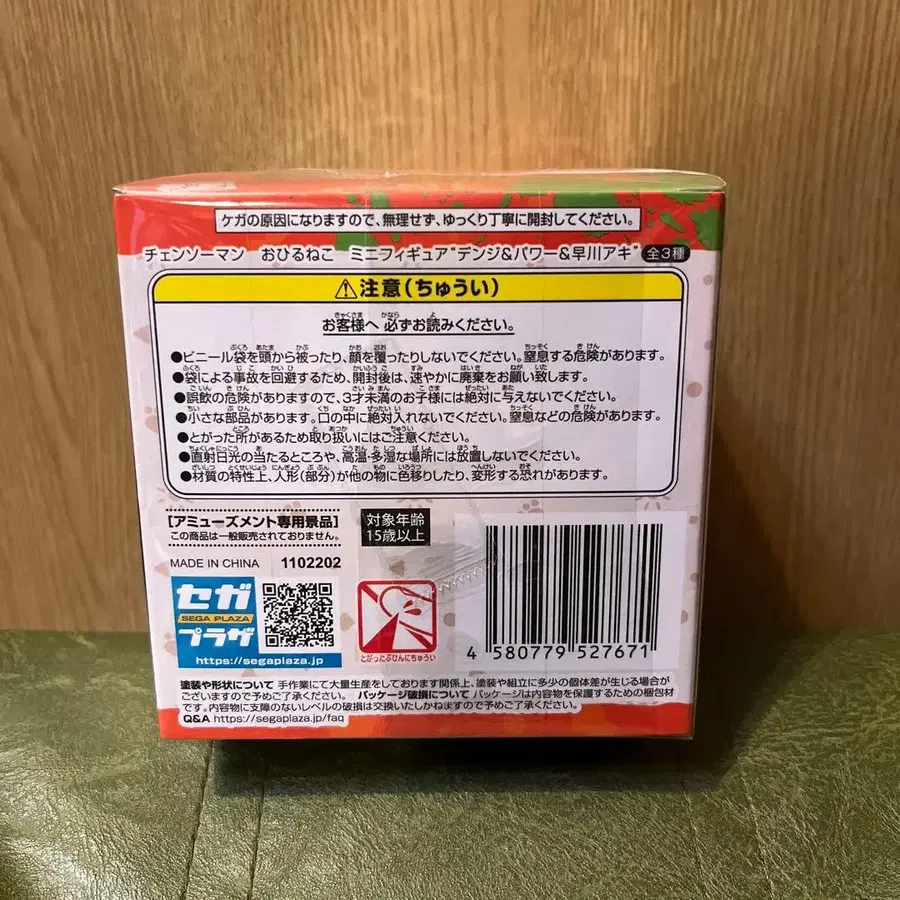 ケガの原因になりますので、無理せず、ゆっくり丁寧に開封してください。
チェンソーマン おひるねこ ミニフィギュア"デンジ&パワー&早川アキ" 全3種
⚠注意(ちゅうい)
お客様へ 必ずお読みください。
●ビニール袋を頭から被ったり、顔を覆ったりしないでください。窒息する危険があります。
●袋による事故を回避するため、開封後は、速やかに廃棄をお願い致します。
●誤飲の危険がありますので、3才未満のお子様には絶対に与えないでください。
●小さな部品があります。口の中に絶対入れないでください。窒息などの危険があります。
●とがった所があるため取り扱いにはご注意ください。
●直射日光の当たるところや、高温・多湿な場所には放置しないでください。
●材質の特性上、人形(部分)が他の物に色移りしたり、変形する恐れがあります。
[アミューズメント専用景品]
この商品は一般販売されておりません。
対象年齢
15歳以上
MADE IN CHINA 1102202
セガ
SEGA PLAZA
プラザ
https://segaplaza.jp
とがったぶひんにちゅうい
4 580779 527671
塗装や形状について 手作業にて大量生産をしております関係上、塗装や組立に多少の個体差が生じる場合が
ございますので予めご了承ください。 パッケージ破損について パッケージは内容物を保護するための梱包材
です。内容物に支障のないレベルの破損は交換いたしかねますので予めご了承ください。
Q&A https://segaplaza.jp/faq